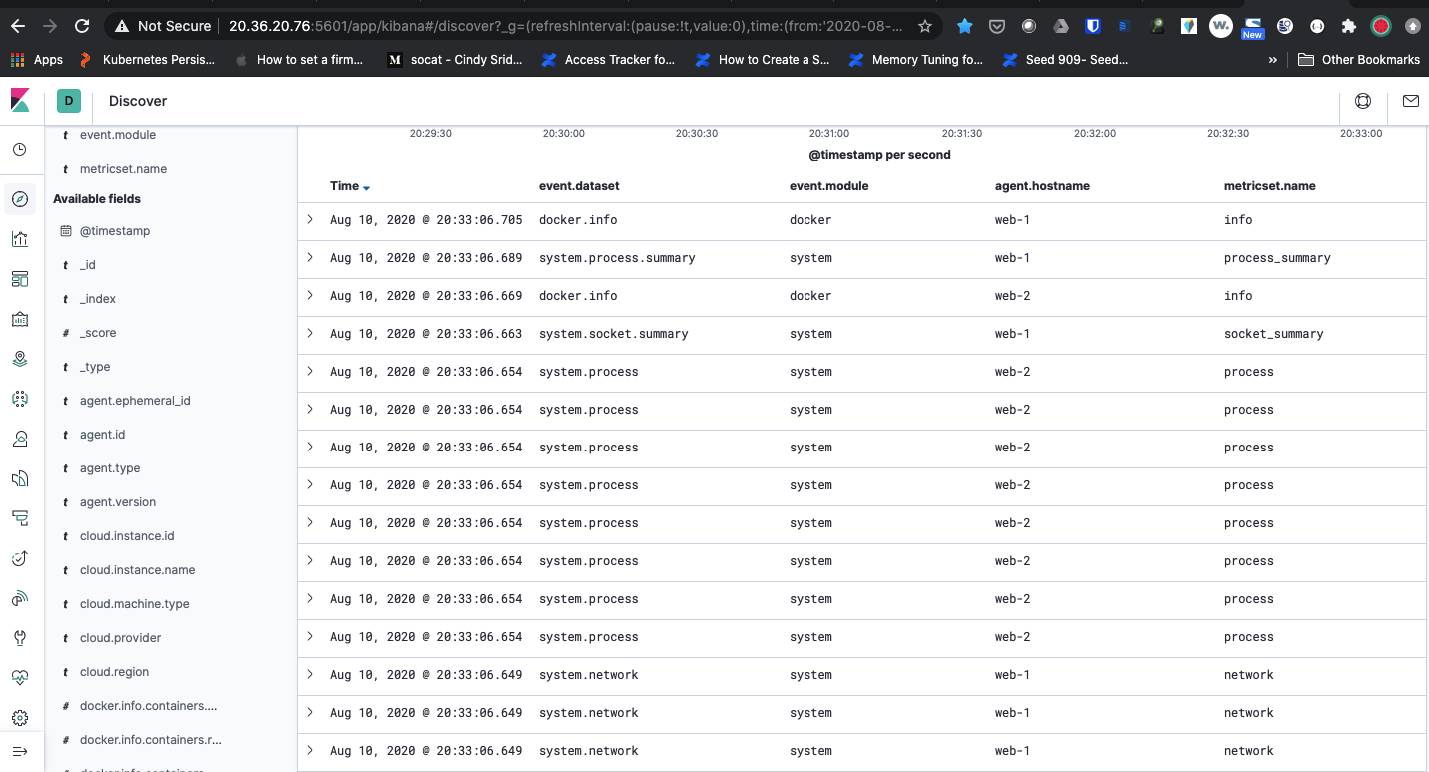 Not Secure 20.36.20.76:5601/app/kibana#/discover?_g=(refreshInterval:(pause:!t,value:0),time:(frcm:'2020-08-...
New
Apps Kubernetes Persis... How to set a firm... M socat - Cindy Srid... Access Tracker fo... How to Create a S... Memory Tuning fo... Seed 909- Seed... » Other Bookmarks
D Discover
t event.module
t metricset.name
Available fields
@timestamp
t _id
t _index
# _score
t _type
t agent.ephemeral_id
t agent.id
t agent.type
t agent.version
t cloud.instance.id
t cloud.instance.name
t cloud.machine.type
t cloud.provider
t cloud.region
# docker.info.containers....
# docker.info.containers.r...
20:29:30 20:30:00 20:30:30 20:31:00 20:31:30 20:32:00 20:32:30 20:33:00
@timestamp per second
Time event.dataset event.module agent.hostname metricset.name
Aug 10, 2020 @ 20:33:06.705 docker.info docker web-1 info
Aug 10, 2020 @ 20:33:06.689 system.process.summary system web-1 process_summary
Aug 10, 2020 @ 20:33:06.669 docker.info docker web-2 info
Aug 10, 2020 @ 20:33:06.663 system.socket.summary system web-1 socket_summary
Aug 10, 2020 @ 20:33:06.654 system.process system web-2 process
Aug 10, 2020 @ 20:33:06.654 system.process system web-2 process
Aug 10, 2020 @ 20:33:06.654 system.process system web-2 process
Aug 10, 2020 @ 20:33:06.654 system.process system web-2 process
Aug 10, 2020 @ 20:33:06.654 system.process system web-2 process
Aug 10, 2020 @ 20:33:06.654 system.process system web-2 process
Aug 10, 2020 @ 20:33:06.654 system.process system web-2 process
Aug 10, 2020 @ 20:33:06.654 system.process system web-2 process
Aug 10, 2020 @ 20:33:06.649 system.network system web-1 network
Aug 10, 2020 @ 20:33:06.649 system.network system web-1 network
Aug 10, 2020 @ 20:33:06.649 system.network system web-1 network